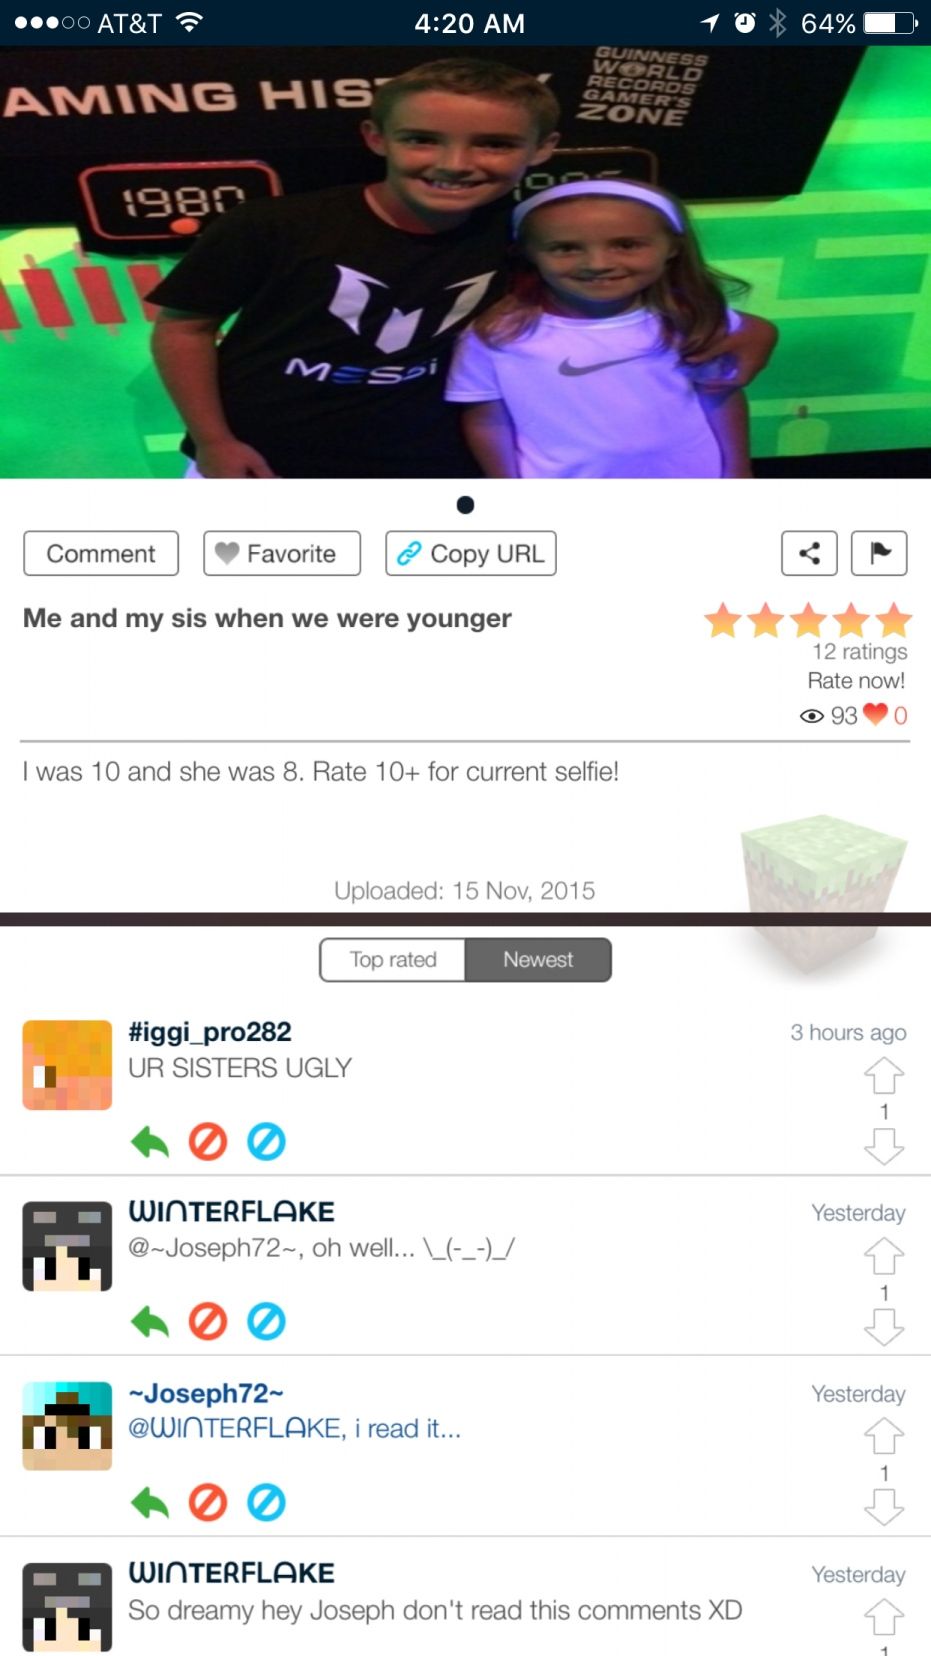 AT&T 4:20 AM 64%
AMING HIS
GUINNESS
WORLD
RECORDS
GAMER'S
ZONE
1980
MESSI
Comment Favorite Copy URL
Me and my sis when we were younger
12 ratings
Rate now!
93 0
I was 10 and she was 8. Rate 10+ for current selfie!
Uploaded: 15 Nov, 2015
Top rated Newest
#iggi_pro282 3 hours ago
UR SISTERS UGLY
1
ᗯIᑎTEᖇFᒪᗩKE Yesterday
@~Joseph72~, oh well... \_(-_-)_/
1
~Joseph72~ Yesterday
@ᗯIᑎTEᖇFᒪᗩKE, i read it...
1
ᗯIᑎTEᖇFᒪᗩKE Yesterday
So dreamy hey Joseph don't read this comments XD
1